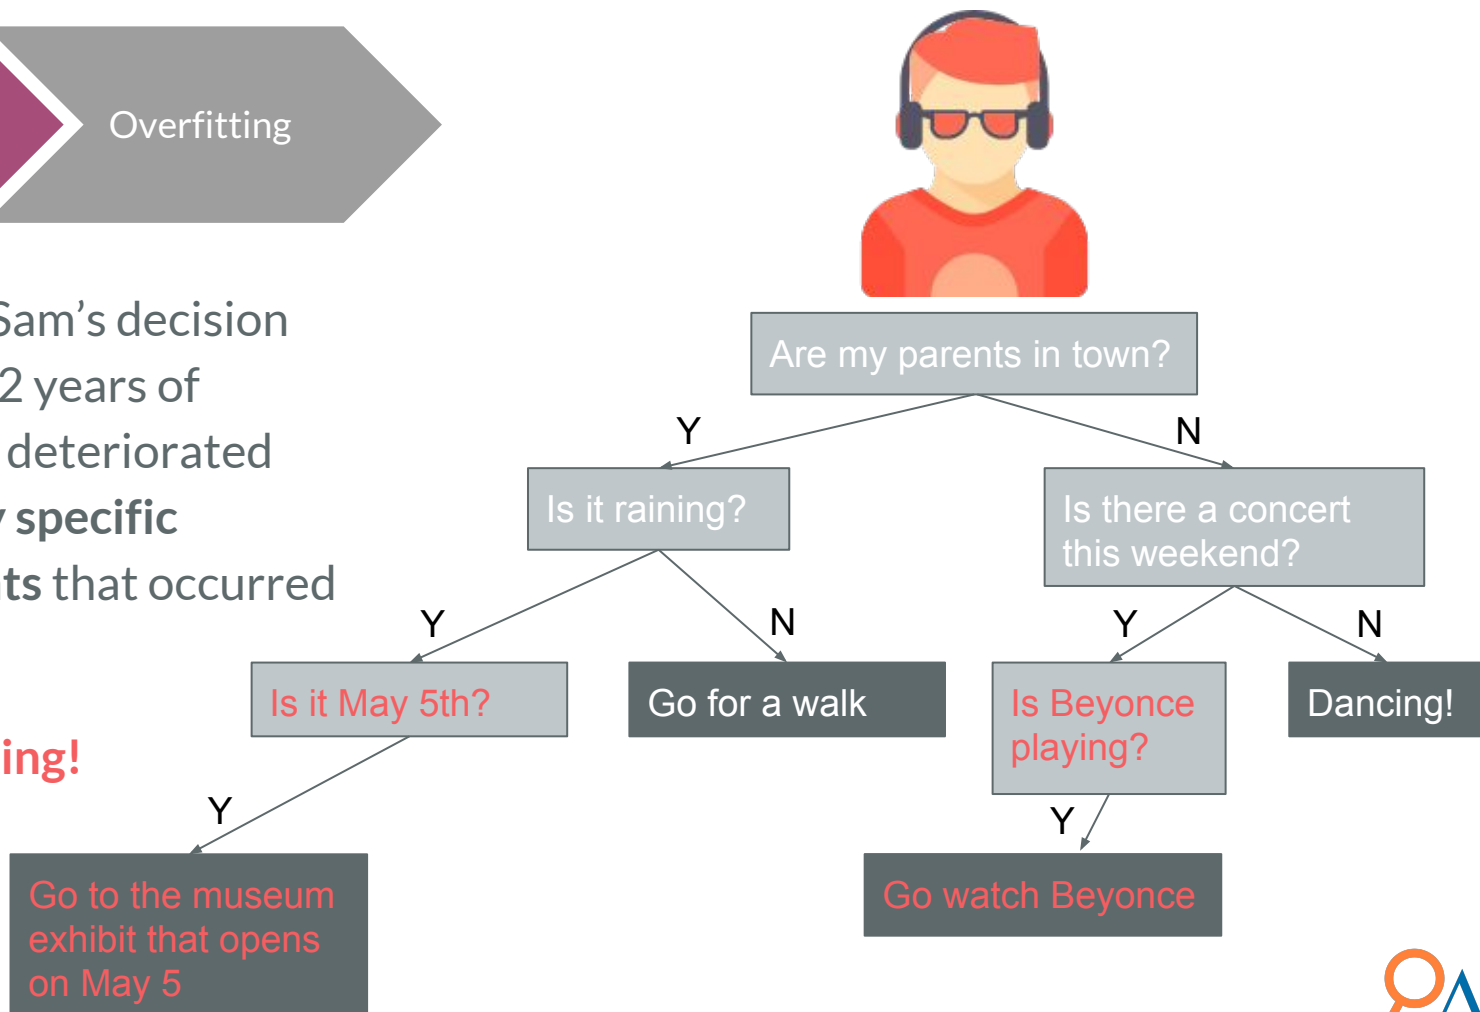 Overfitting
Sam’s decision
2 years of
deteriorated
specific
that occurred
Are my parents in town?
Y
N
Is it raining?
Is there a concert
this weekend?
Y
N
Y
N
Is it May 5th?
Go for a walk
Is Beyonce
playing?
Dancing!
Y
Y
Go to the museum
exhibit that opens
on May 5
Go watch Beyonce